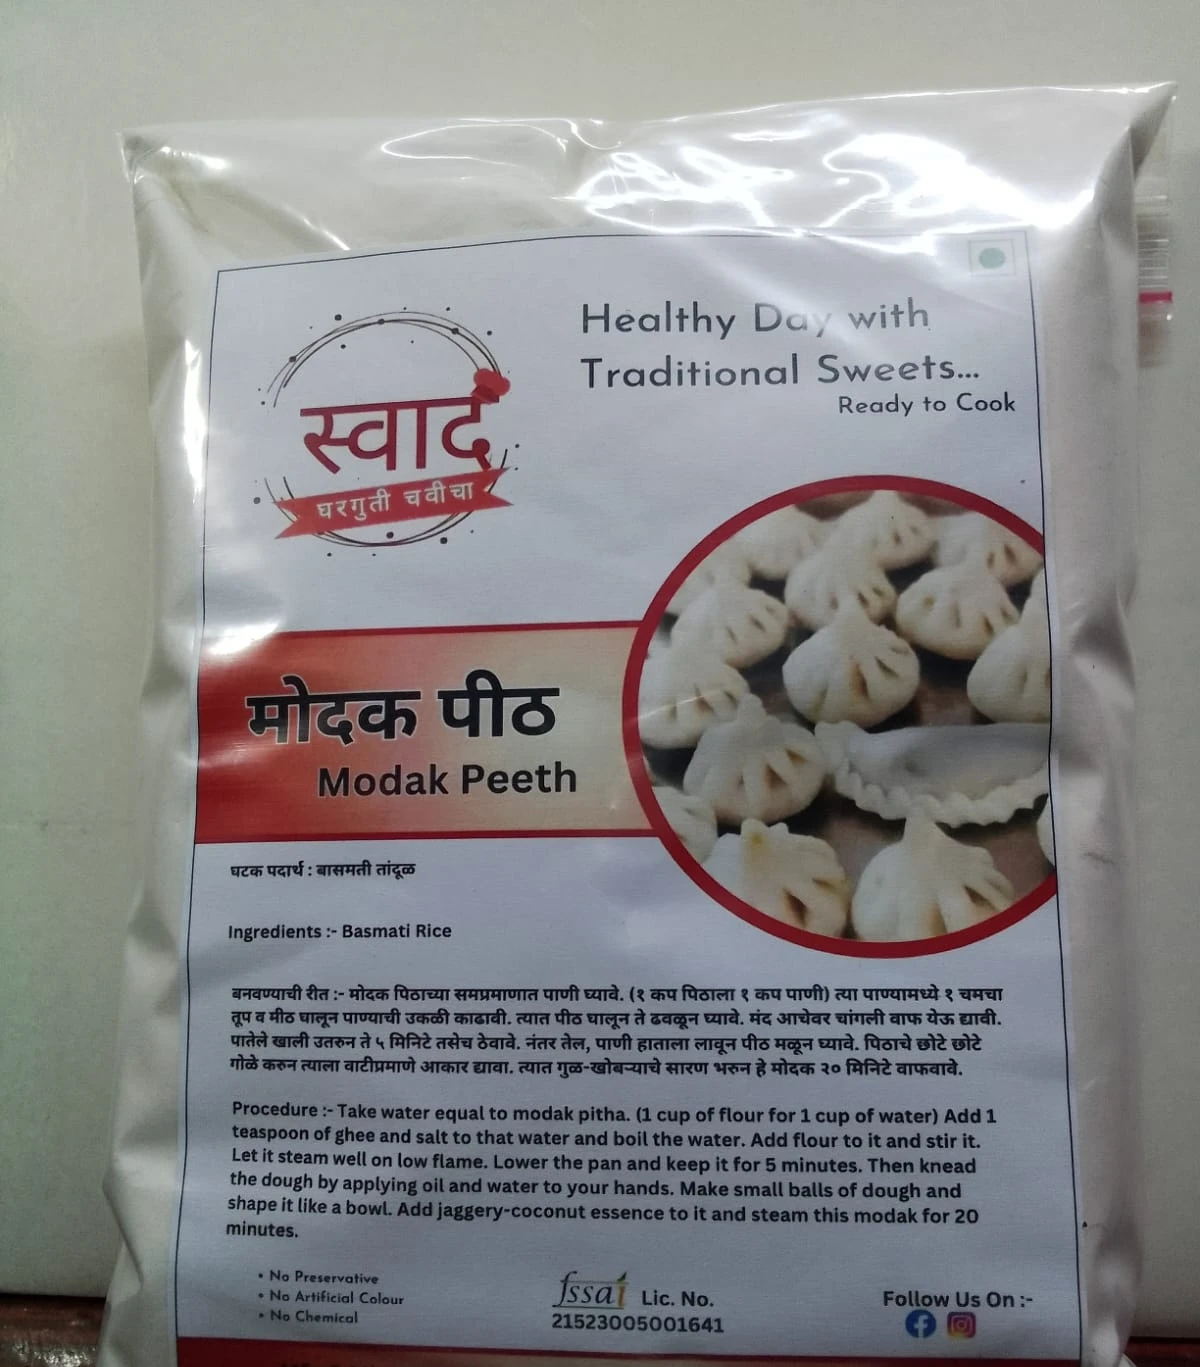 Healthy Day with
Traditional Sweets...
Ready to Cook
स्वाद
घरगुती चवीचा
मोदक पीठ
Modak Peeth
घटक पदार्थ : बासमती तांदूळ
Ingredients :- Basmati Rice
बनवण्याची रीत :- मोदक पिठाच्या समप्रमाणात पाणी घ्यावे. (१ कप पिठाला १ कप पाणी) त्या पाण्यामध्ये १ चमचा
तूप व मीठ घालून पाण्याची उकळी काढावी. त्यात पीठ घालून ते ढवळून घ्यावे. मंद आचेवर चांगली वाफ येऊ द्यावी.
पातेले खाली उतरुन ते ५ मिनिटे तसेच ठेवावे. नंतर तेल, पाणी हाताला लावून पीठ मळून घ्यावे. पिठाचे छोटे छोटे
गोळे करुन त्याला वाटीप्रमाणे आकार द्यावा. त्यात गुळ-खोबऱ्याचे सारण भरुन हे मोदक २० मिनिटे वाफवावे.
Procedure :- Take water equal to modak pitha. (1 cup of flour for 1 cup of water) Add 1
teaspoon of ghee and salt to that water and boil the water. Add flour to it and stir it.
Let it steam well on low flame. Lower the pan and keep it for 5 minutes. Then knead
the dough by applying oil and water to your hands. Make small balls of dough and
shape it like a bowl. Add jaggery-coconut essence to it and steam this modak for 20
minutes.
• No Preservative
• No Artificial Colour
• No Chemical
fssai Lic. No.
21523005001641
Follow Us On :-